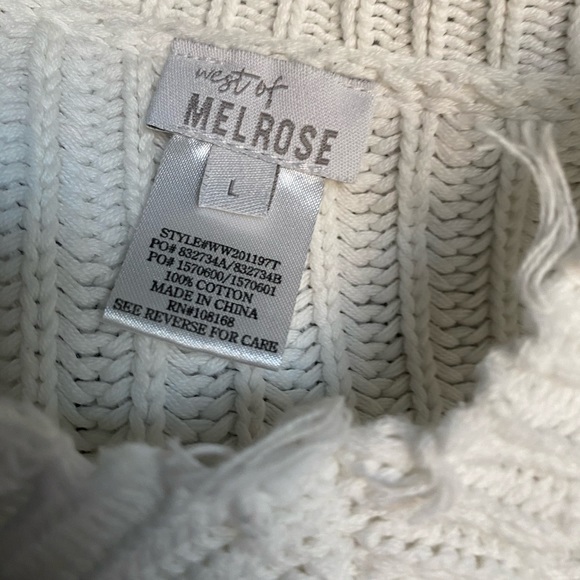 west of
MELROSE
L
STYLE#WW201197T
PO# 832734A/832734B
PO# 1570600/1570601
100% COTTON
MADE IN CHINA
RN#108168
SEE REVERSE FOR CARE